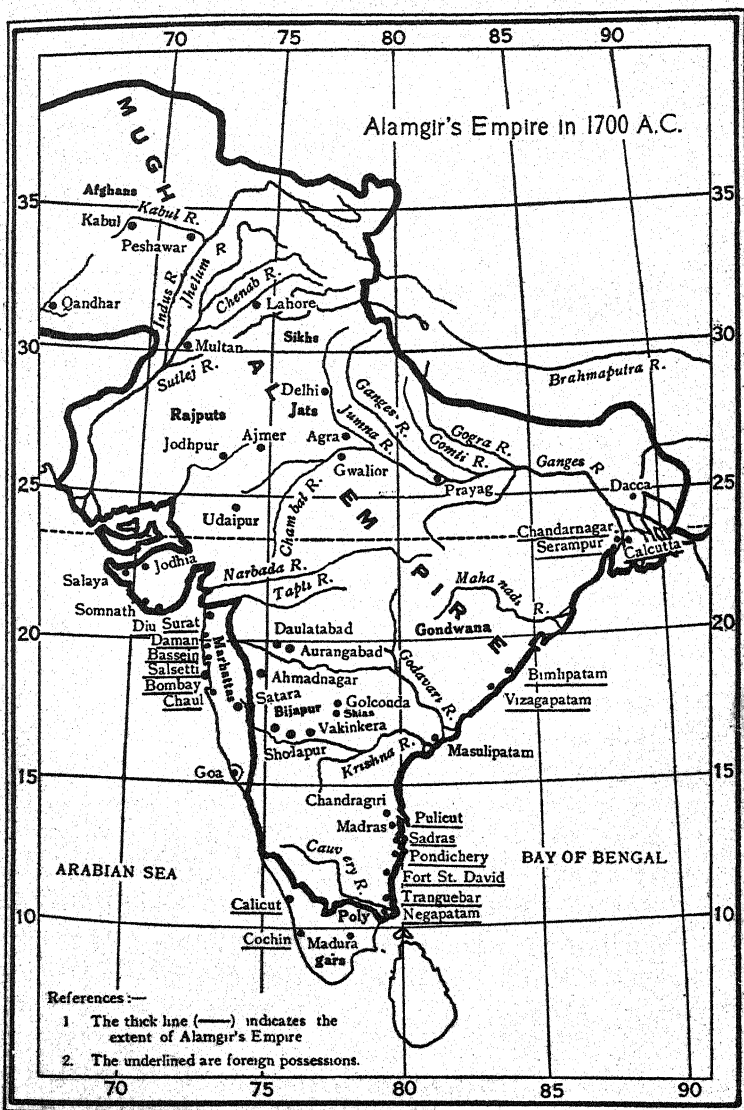 70 75 80 85 90
Alamgir's Empire in 1700 A.C.
MUGHAL EMPIRE
35 35
Afghans
Kabul R.
Kabul
Peshawar
Indus R
Jhelum R
Chenab R.
Qandhar
Lahore
30 30
Sikhs
Multan
Sutlej R.
Brahmaputra R.
Delhi
Jats
Rajputs
Ganges R.
Jumna R.
Gogra R.
Gomti R.
Ganges R
Jodhpur
Ajmer
Agra
Gwalior
Prayag
Dacca
25 25
Udaipur
Chambal R.
Chandarnagar
Serampur
Calcutta
Jodhia
Salaya
Narbada R.
Tapti R.
Mahanadi R.
Somnath
Gondwana
Diu Surat
20 20
Daman
Bassein
Salsetti
Bombay
Chaul
Marhattas
Daulatabad
Aurangabad
Ahmadnagar
Godavari R.
Bimlipatam
Vizagapatam
Satara
Bijapur
Golconda
Shias
Vakinkera
Sholapur
Krishna R.
Masulipatam
Goa
15 15
Chandragiri
Madras
Pulicut
Sadras
Pondichery
Fort St. David
Tranguebar
Negapatam
Cauvery R.
ARABIAN SEA
BAY OF BENGAL
Calicut
10 10
Poly
gars
Cochin
Madura
References:—
1 The thick line (—) indicates the
extent of Alamgir's Empire
2. The underlined are foreign possessions.
70 75 80 85 90